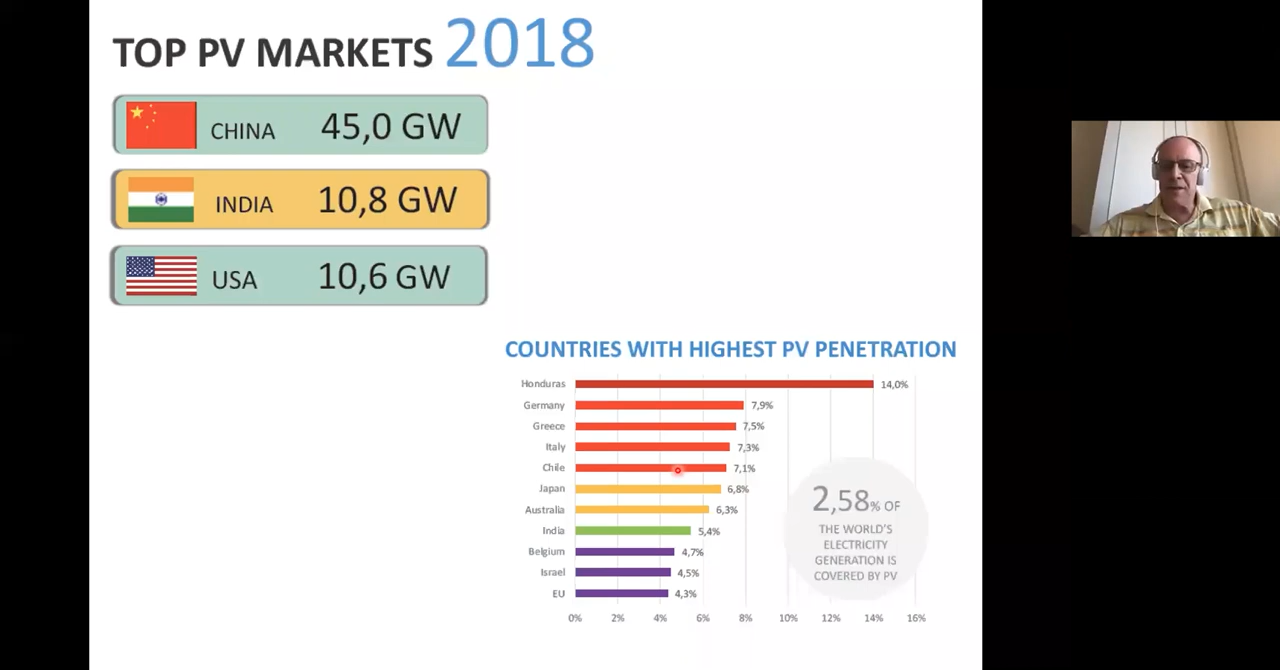 TOP PV MARKETS 2018
CHINA 45,0 GW
INDIA 10,8 GW
USA 10,6 GW
COUNTRIES WITH HIGHEST PV PENETRATION
Honduras 14,0%
Germany 7,9%
Greece 7,5%
Italy 7,3%
Chile 7,1%
Japan 6,8%
Australia 6,3%
India 5,4%
Belgium 4,7%
Israel 4,5%
EU 4,3%
0% 2% 4% 6% 8% 10% 12% 14% 16%
2,58% OF
THE WORLD'S
ELECTRICITY
GENERATION IS
COVERED BY PV